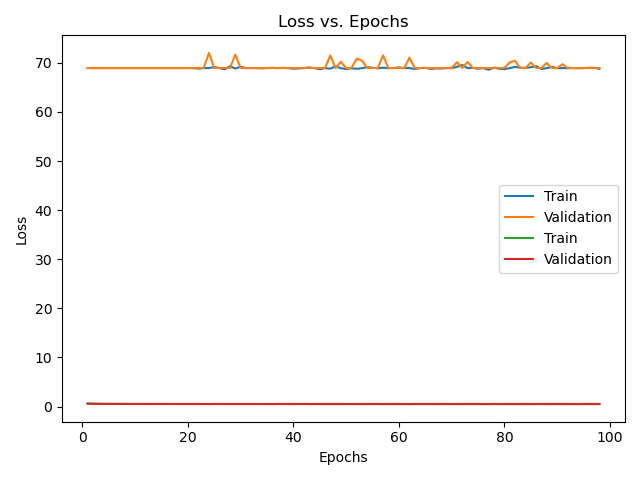 Loss vs. Epochs
Loss
70
60
50
40
30
20
10
0
Train
Validation
Train
Validation
0 20 40 60 80 100
Epochs